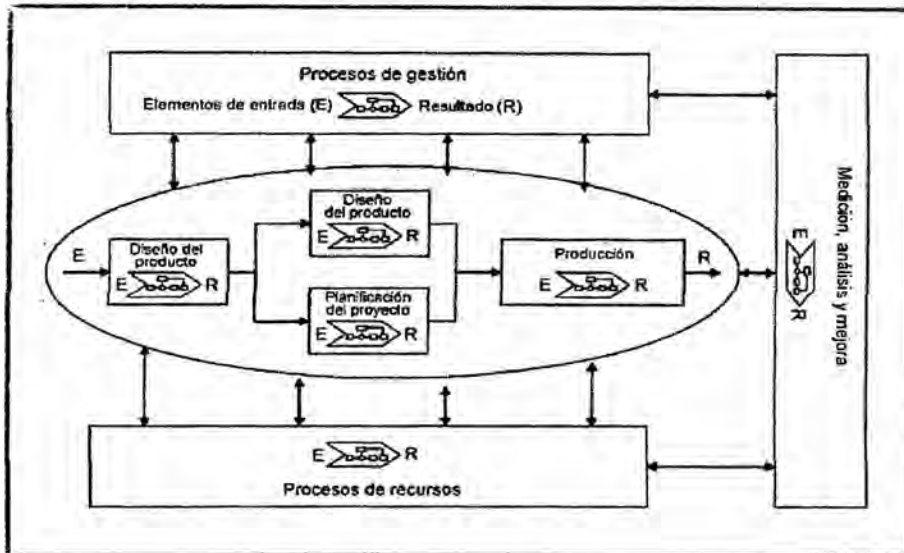 Procesos de gestión
Elementos de entrada (E) Resultado (R)
E
Diseño del
producto
E R
Diseño
del producto
E R
Planificación
del proyecto
E R
Producción
E R
R
E R
Procesos de recursos
Medición, análisis y mejora
E R